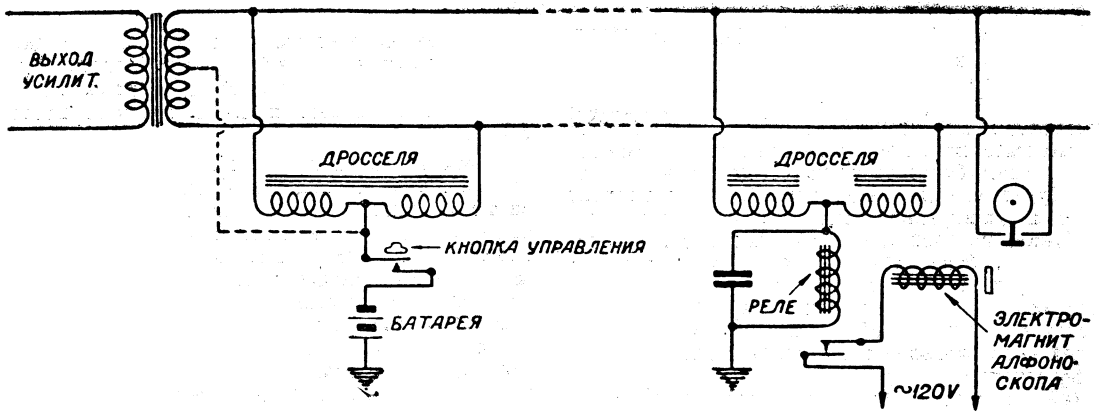 ВЫХОД
УСИЛИТ.
ДРОССЕЛЯ
ДРОССЕЛЯ
КНОПКА УПРАВЛЕНИЯ
БАТАРЕЯ
РЕЛЕ
ЭЛЕКТРО-
МАГНИТ
АЛФОНО-
СКОПА
~120V